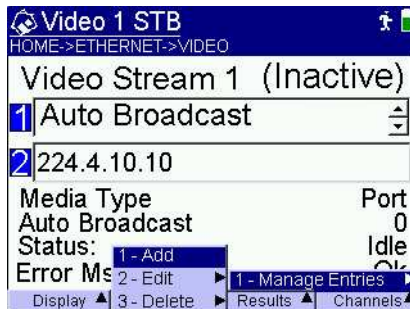 Video 1 STB
HOME->ETHERNET->VIDEO
Video Stream 1 (Inactive)
1 Auto Broadcast
2 224.4.10.10
Media Type Port
Auto Broadcast 0
Status: Idle
Error Ms Ok
1 - Add
2 - Edit
3 - Delete
1 - Manage Entries
Display Results Channels